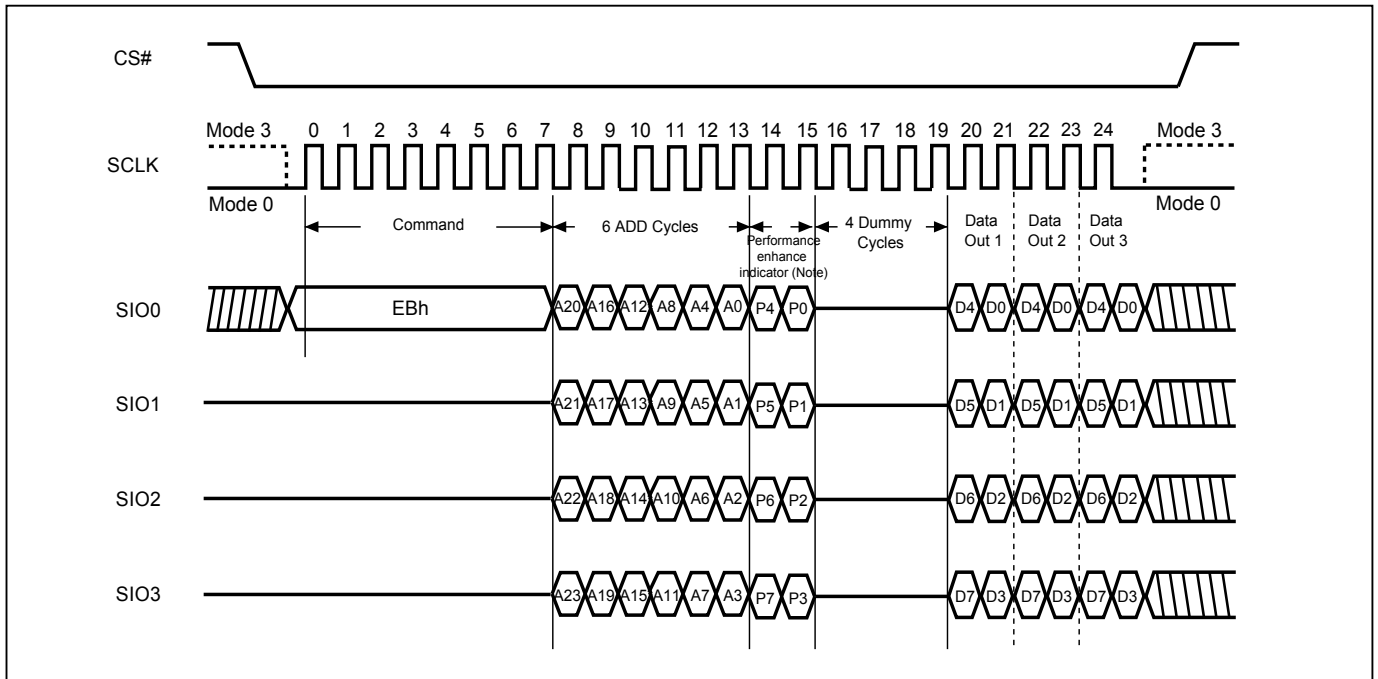 CS#
Mode 3 0 1 2 3 4 5 6 7 8 9 10 11 12 13 14 15 16 17 18 19 20 21 22 23 24 Mode 3
SCLK
Mode 0 Mode 0
Command 6 ADD Cycles Performance enhance indicator (Note) 4 Dummy Cycles Data Out 1 Data Out 2 Data Out 3
SIO0 EBh A20 A16 A12 A8 A4 A0 P4 P0 D4 D0 D4 D0 D4 D0
SIO1 A21 A17 A13 A9 A5 A1 P5 P1 D5 D1 D5 D1 D5 D1
SIO2 A22 A18 A14 A10 A6 A2 P6 P2 D6 D2 D6 D2 D6 D2
SIO3 A23 A19 A15 A11 A7 A3 P7 P3 D7 D3 D7 D3 D7 D3